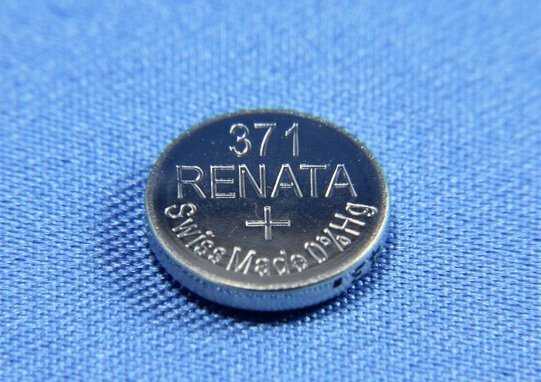 371
RENATA
+
Swiss Made 0%Hg